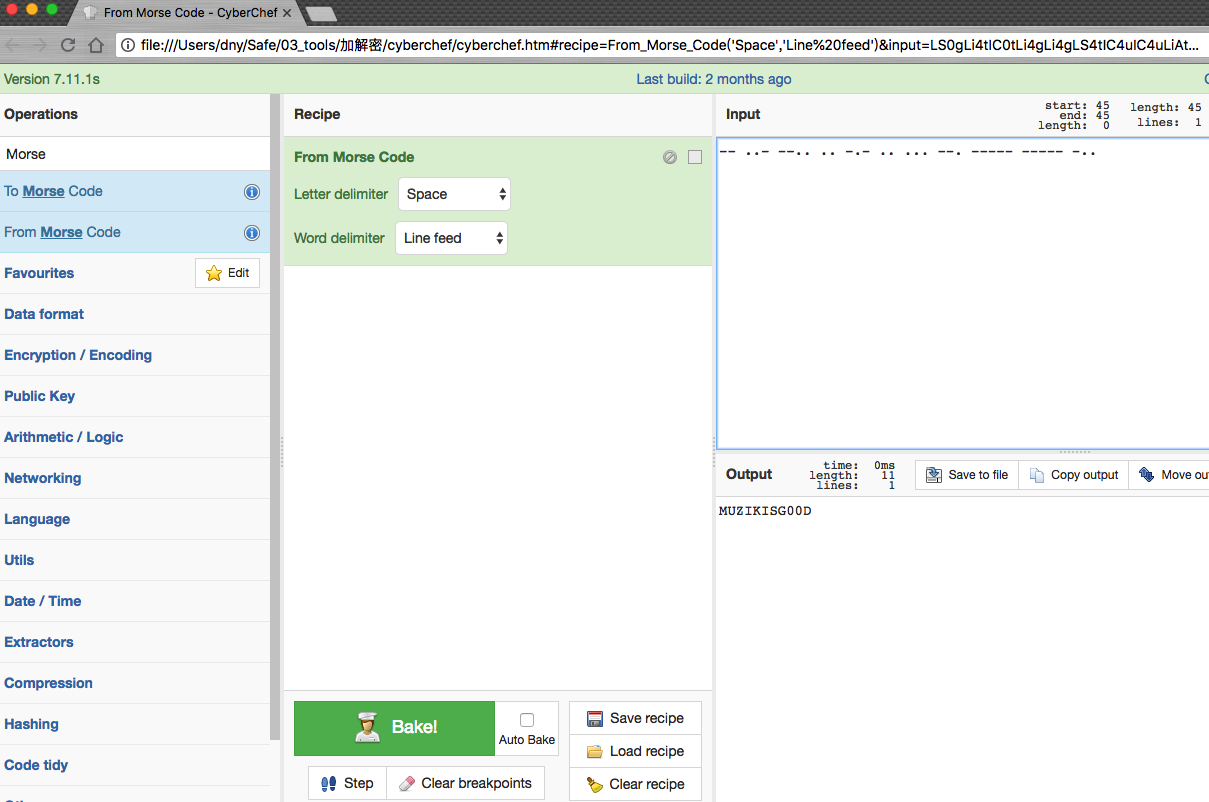 From Morse Code - CyberChef
file:///Users/dny/Safe/03_tools/加解密/cyberchef/cyberchef.htm#recipe=From_Morse_Code('Space','Line%20feed')&input=LS0gLi4tIC0tLi4gLi4gLS4tIC4uIC4uLiAt...
Version 7.11.1s
Last build: 2 months ago
Operations
Recipe
Input
start: 45
end: 45
length: 0
length: 45
lines: 1
Morse
To Morse Code
From Morse Code
Favourites
Edit
Data format
Encryption / Encoding
Public Key
Arithmetic / Logic
Networking
Language
Utils
Date / Time
Extractors
Compression
Hashing
Code tidy
From Morse Code
Letter delimiter Space
Word delimiter Line feed
-- ..- --.. .. -.- .. ... --. ----- ----- -..
Output
time: 0ms
length: 11
lines: 1
Save to file
Copy output
Move ou
MUZIKISG00D
Bake!
Auto Bake
Step
Clear breakpoints
Save recipe
Load recipe
Clear recipe